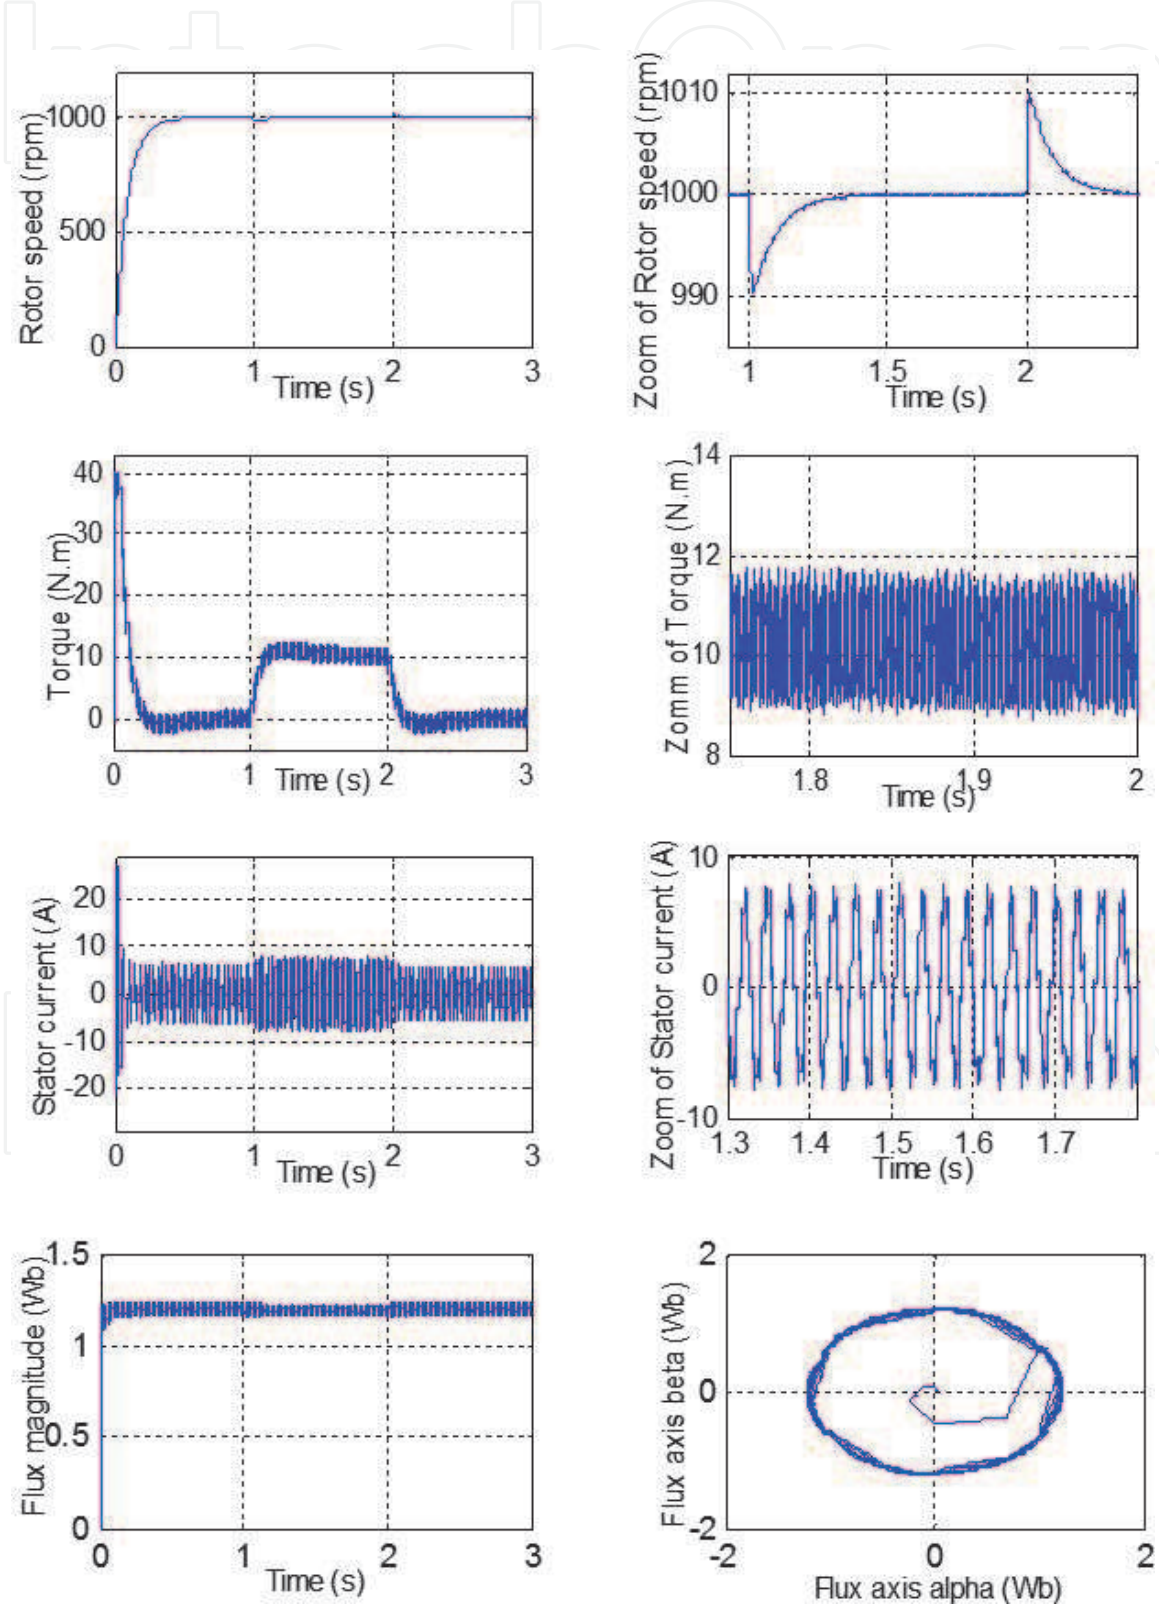 Rotor speed (rpm)
1000
500
0
0 1 2 3
Time (s)
Zoom of Rotor speed (rpm)
1010
1000
990
1 1.5 2
Time (s)
Torque (N.m)
40
30
20
10
0
0 1 2 3
Time (s)
Zomm of Torque (N.m)
14
12
10
8
1.8 1.9 2
Time (s)
Stator current (A)
20
10
0
-10
-20
0 1 2 3
Time (s)
Zoom of Stator current (A)
10
0
-10
1.3 1.4 1.5 1.6 1.7
Time (s)
Flux magnitude (Wb)
1.5
1
0.5
0
0 1 2 3
Time (s)
Flux axis beta (Wb)
2
0
-2
-2 0 2
Flux axis alpha (Wb)